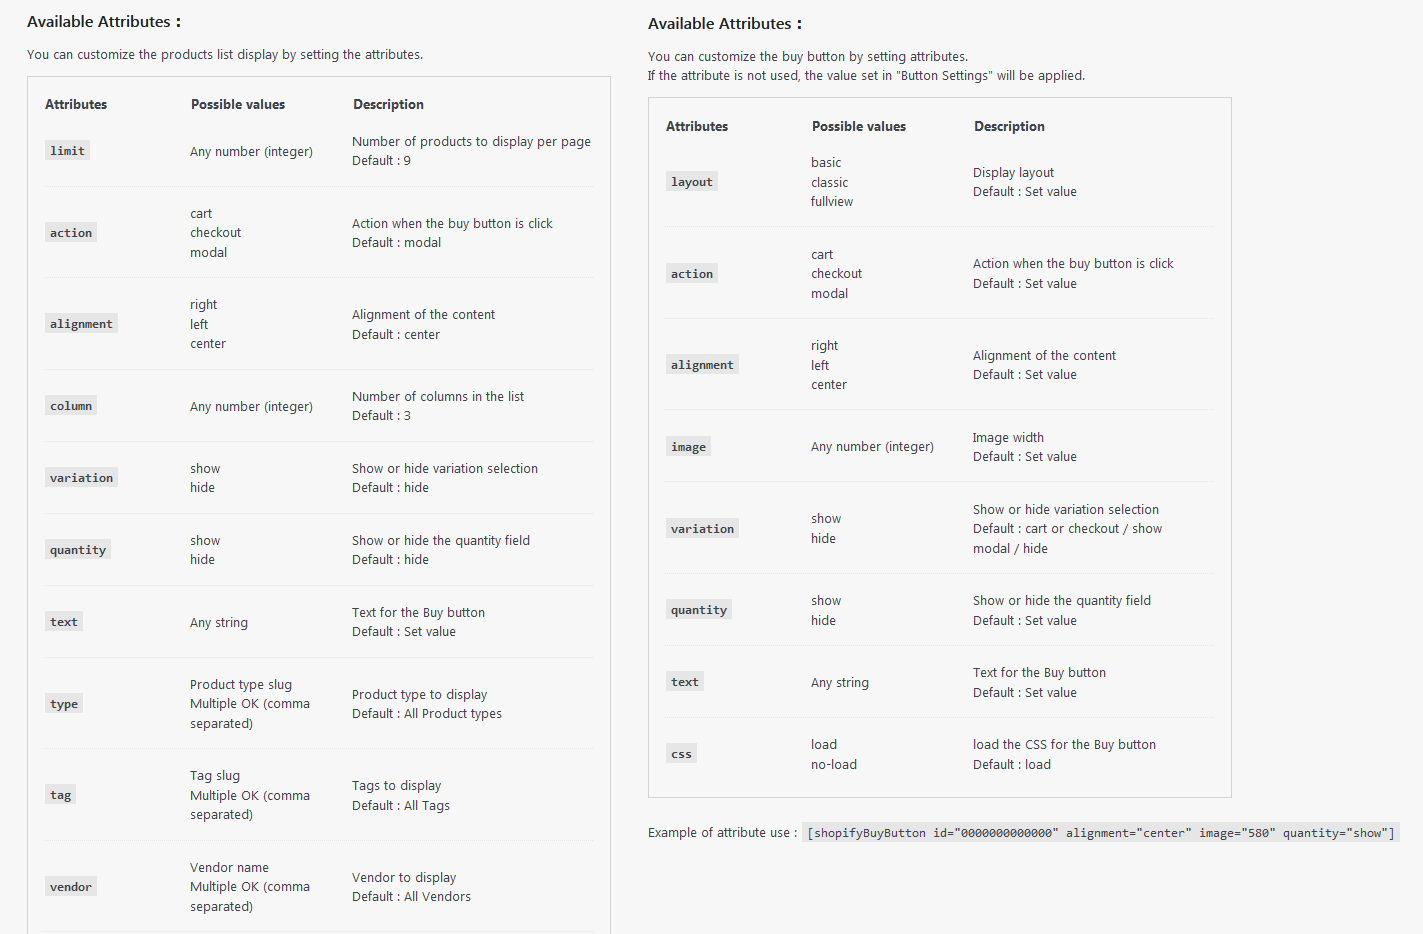 Available Attributes :
You can customize the products list display by setting the attributes.
Attributes Possible values Description
limit
Any number (integer)
Number of products to display per page
Default : 9
action
cart
checkout
modal
Action when the buy button is click
Default : modal
alignment
right
left
center
Alignment of the content
Default : center
column
Any number (integer)
Number of columns in the list
Default : 3
variation
show
hide
Show or hide variation selection
Default : hide
quantity
show
hide
Show or hide the quantity field
Default : hide
text
Any string
Text for the Buy button
Default : Set value
type
Product type slug
Multiple OK (comma
separated)
Product type to display
Default : All Product types
tag
Tag slug
Multiple OK (comma
separated)
Tags to display
Default : All Tags
vendor
Vendor name
Multiple OK (comma
separated)
Vendor to display
Default : All Vendors
Available Attributes :
You can customize the buy button by setting attributes.
If the attribute is not used, the value set in "Button Settings" will be applied.
Attributes Possible values Description
layout
basic
classic
fullview
Display layout
Default : Set value
action
cart
checkout
modal
Action when the buy button is click
Default : Set value
alignment
right
left
center
Alignment of the content
Default : Set value
image
Any number (integer)
Image width
Default : Set value
variation
show
hide
Show or hide variation selection
Default : cart or checkout / show
modal / hide
quantity
show
hide
Show or hide the quantity field
Default : Set value
text
Any string
Text for the Buy button
Default : Set value
css
load
no-load
load the CSS for the Buy button
Default : load
Example of attribute use : [shopifyBuyButton id="0000000000000" alignment="center" image="580" quantity="show"]